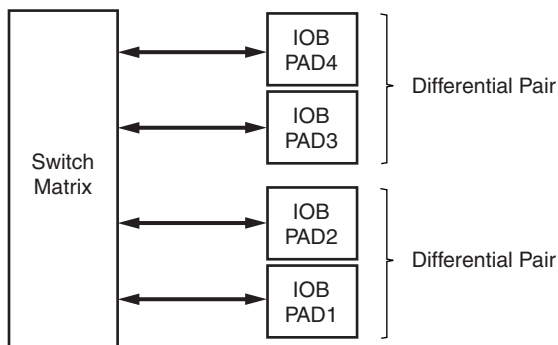 IOB
PAD4
Differential Pair
IOB
PAD3
Switch
Matrix
IOB
PAD2
Differential Pair
IOB
PAD1